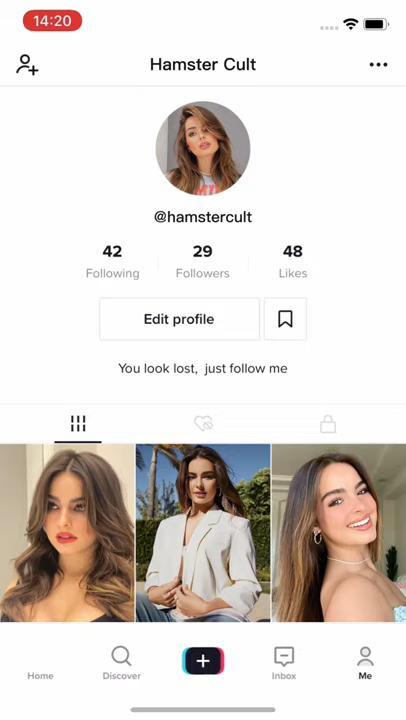 14:20
Hamster Cult
@hamstercult
42 29 48
Following Followers Likes
Edit profile
You look lost, just follow me
Home Discover Inbox Me